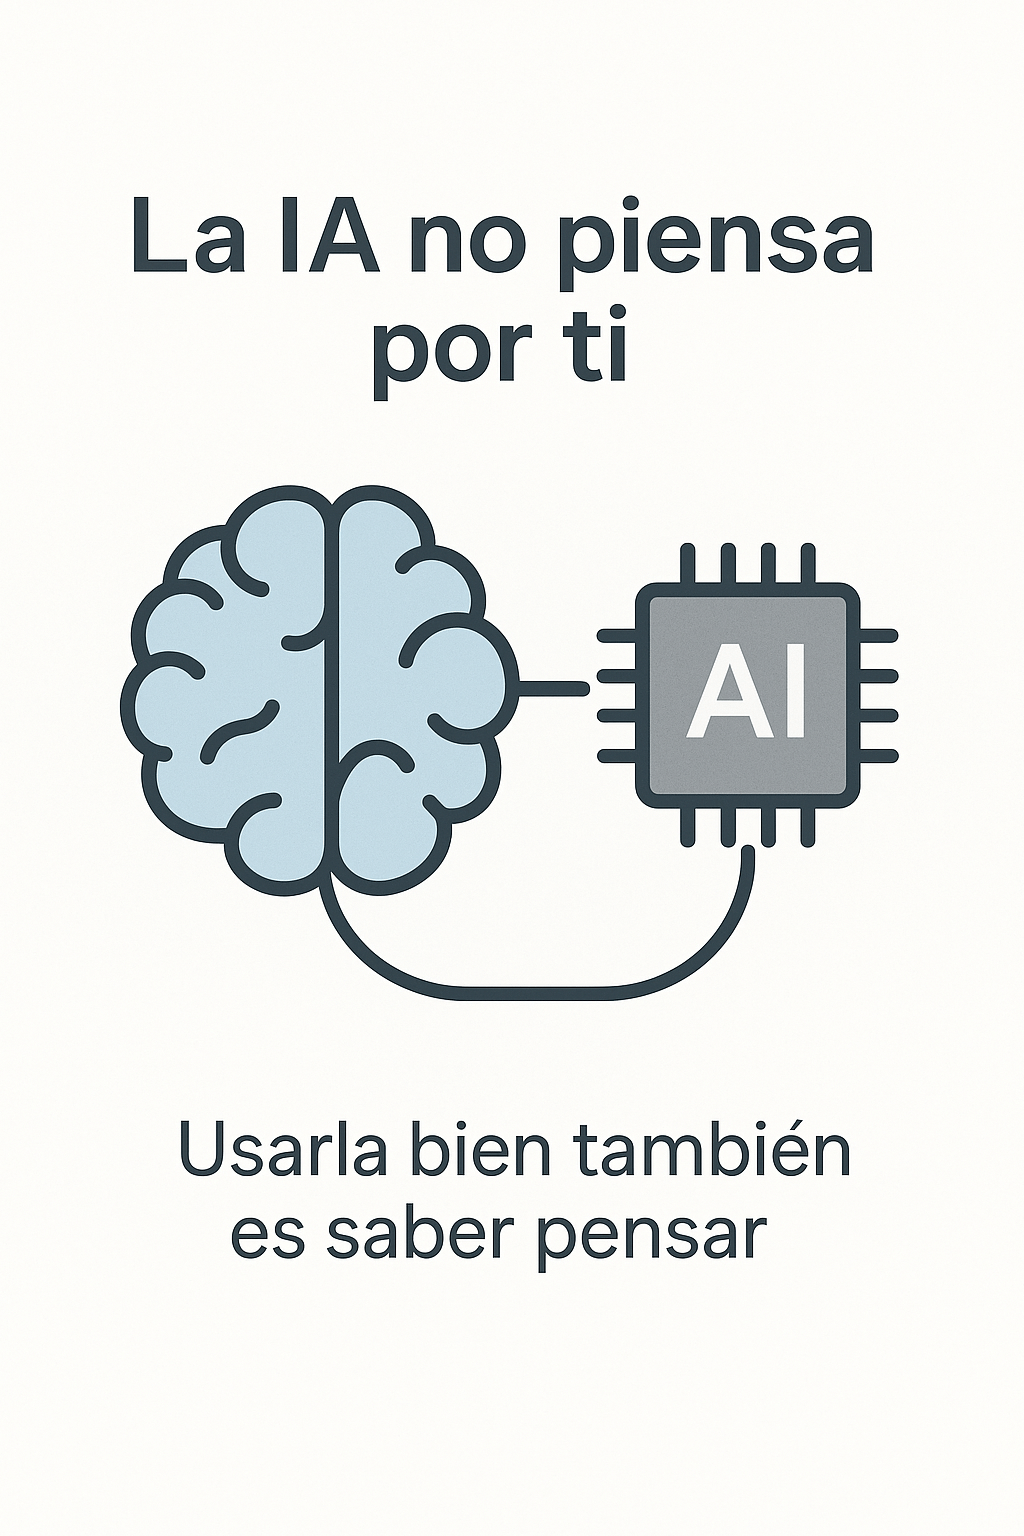 La IA no piensa
por ti
AI
Usarla bien también
es saber pensar